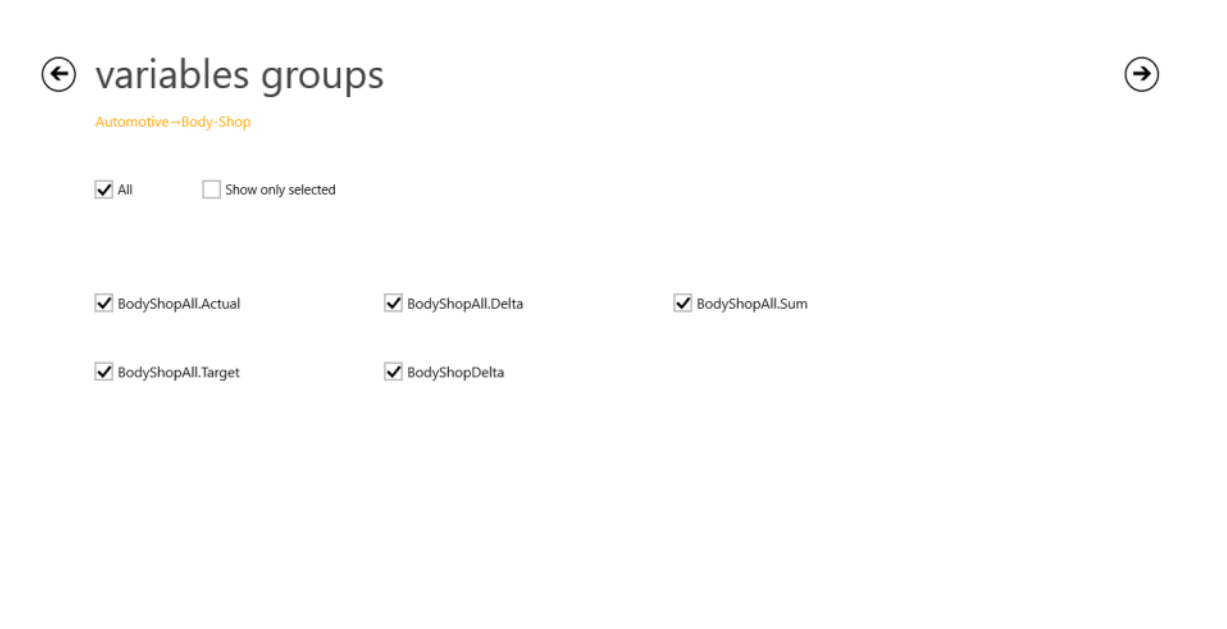 variables groups
Automotive→Body-Shop
All Show only selected
BodyShopAll.Actual BodyShopAll.Delta BodyShopAll.Sum
BodyShopAll.Target BodyShopDelta